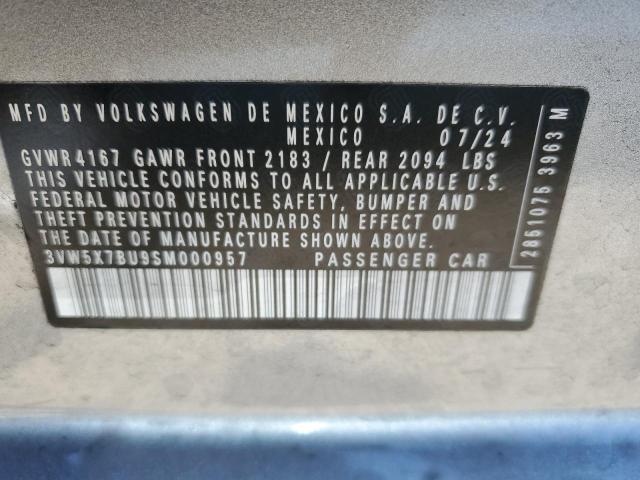 MFD BY VOLKSWAGEN DE MEXICO S.A. DE C.V.
MEXICO 07/24
GVWR4167 GAWR FRONT 2183 / REAR 2094 LBS
THIS VEHICLE CONFORMS TO ALL APPLICABLE U.S.
FEDERAL MOTOR VEHICLE SAFETY, BUMPER AND
THEFT PREVENTION STANDARDS IN EFFECT ON
THE DATE OF MANUFACTURE SHOWN ABOVE.
3VW5X7BU9SM000957 PASSENGER CAR
2851075 3963 M